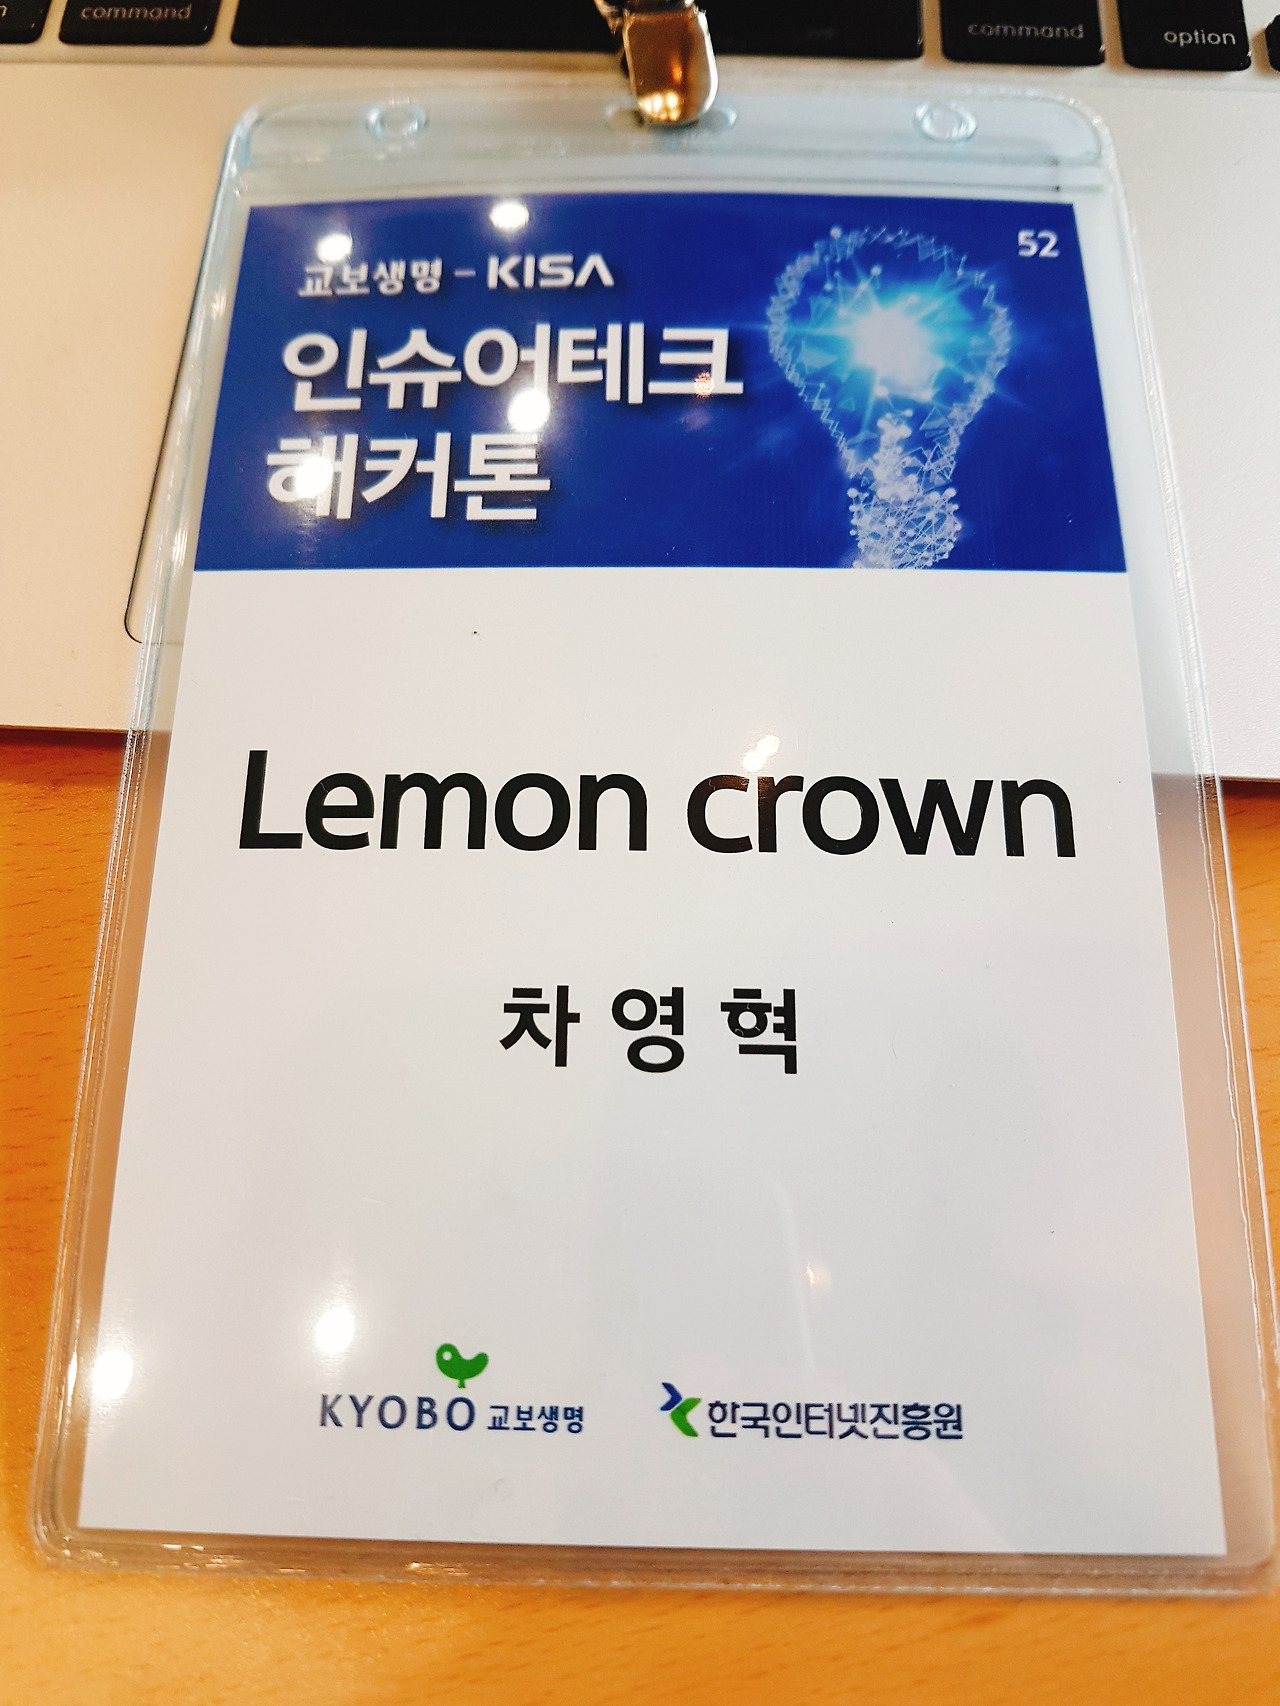 command
command
option
52
교보생명 – KISA
인슈어테크
해커톤
Lemon crown
차 영 혁
KYOBO 교보생명
한국인터넷진흥원